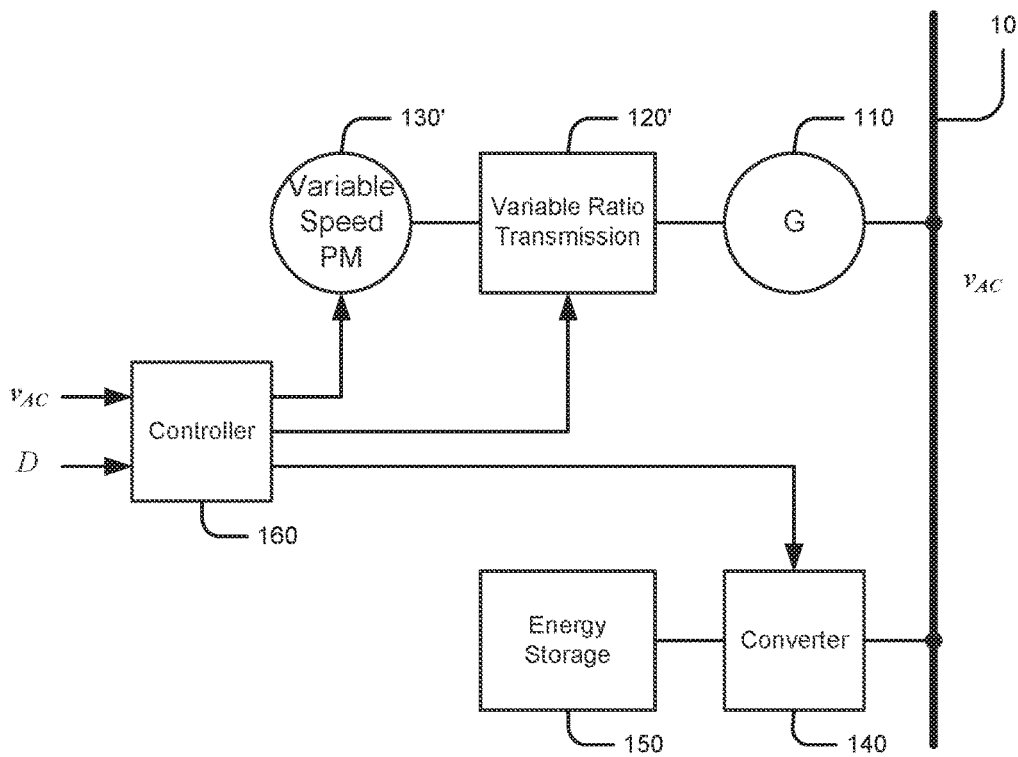 10
130'
120'
110
Variable
Speed
PM
Variable Ratio
Transmission
G
v_AC
v_AC
Controller
D
160
Energy
Storage
Converter
150
140